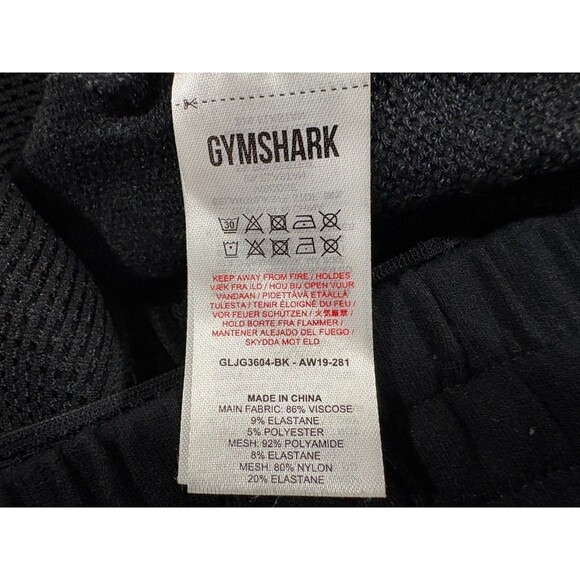 GYMSHARK
30
KEEP AWAY FROM FIRE / HOLDES
VÆK FRA ILD / HOU BIJ OPEN VUUR
VANDAAN / PIDETTÄVÄ ETÄÄLLÄ
TULESTA / TENIR ÉLOIGNÉ DU FEU /
VOR FEUER SCHÜTZEN / 火気厳禁 /
HOLD BORTE FRA FLAMMER /
MANTENER ALEJADO DEL FUEGO /
SKYDDA MOT ELD
GLJG3604-BK - AW19-281
MADE IN CHINA
MAIN FABRIC: 86% VISCOSE
9% ELASTANE
5% POLYESTER
MESH: 92% POLYAMIDE
8% ELASTANE
MESH: 80% NYLON
20% ELASTANE